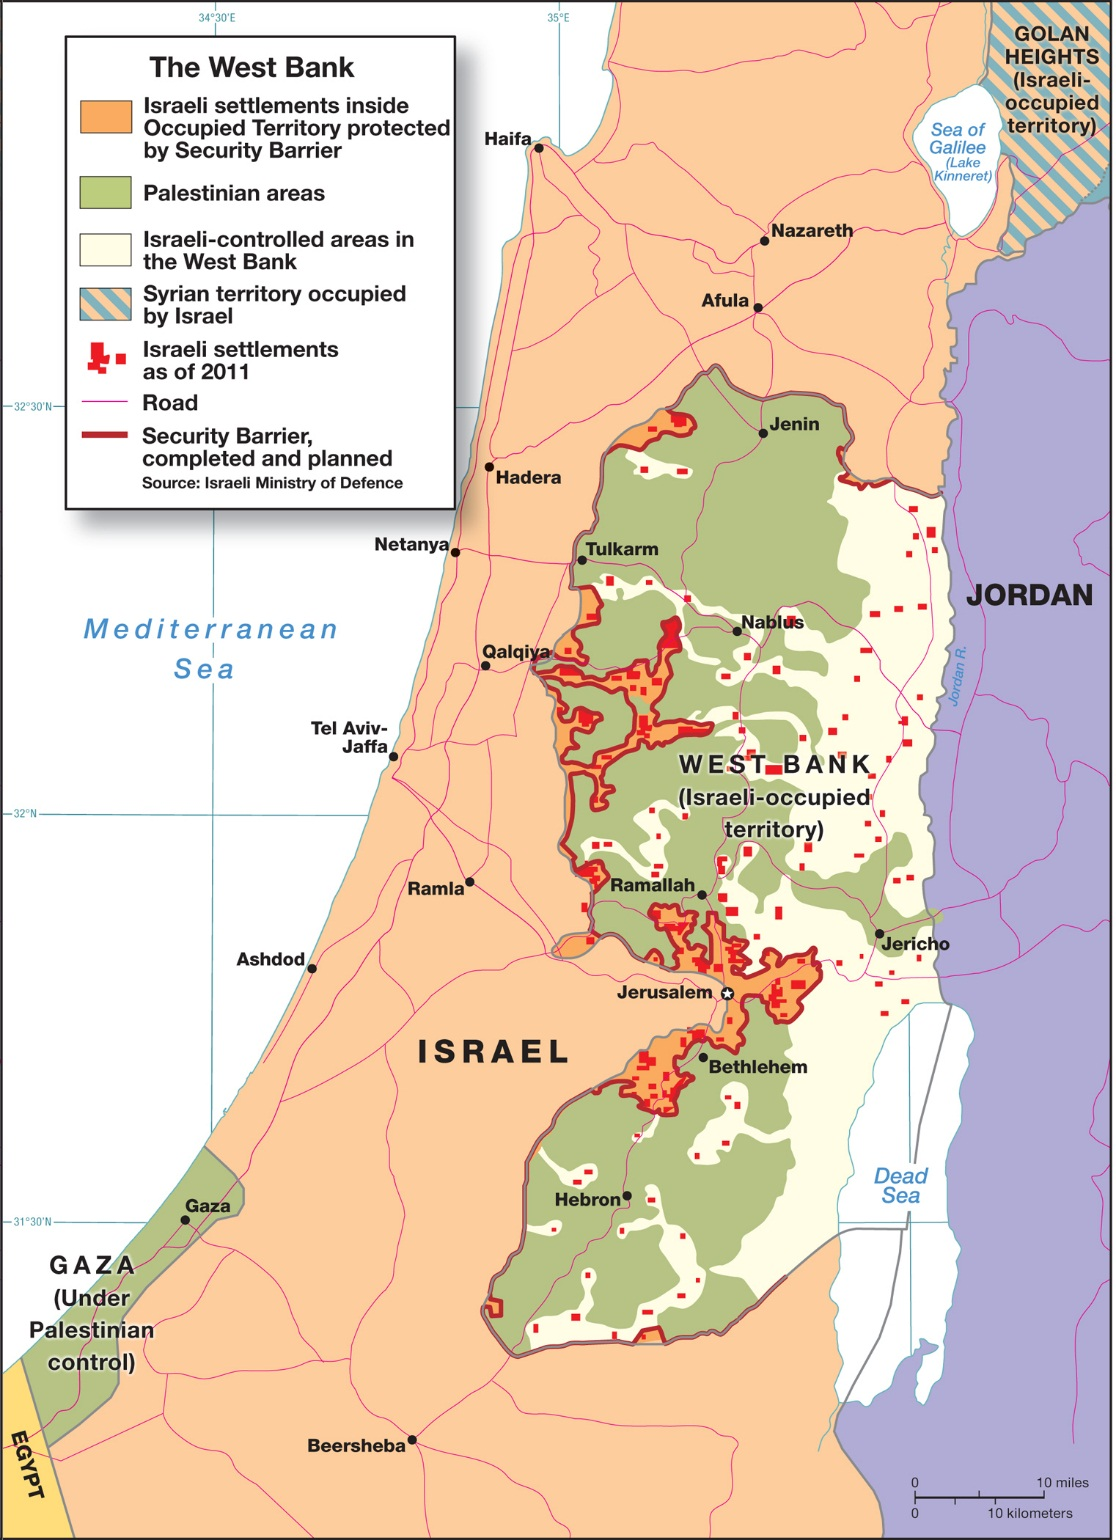 34°30'E
35°E
The West Bank
Israeli settlements inside
Occupied Territory protected
by Security Barrier
Palestinian areas
Israeli-controlled areas in
the West Bank
Syrian territory occupied
by Israel
Israeli settlements
as of 2011
Road
Security Barrier,
completed and planned
Source: Israeli Ministry of Defence
GOLAN
HEIGHTS
(Israeli-
occupied
territory)
Sea of
Galilee
(Lake
Kinneret)
Haifa
Nazareth
Afula
32°30'N
Jenin
Hadera
Netanya
Tulkarm
JORDAN
Mediterranean
Sea
Nablus
Qalqiya
Jordan R.
Tel Aviv-
Jaffa
WEST BANK
(Israeli-occupied
territory)
32°N
Ramla
Ramallah
Jericho
Ashdod
Jerusalem
ISRAEL
Bethlehem
Dead
Sea
Hebron
Gaza
31°30'N
GAZA
(Under
Palestinian
control)
EGYPT
Beersheba
0 10 miles
0 10 kilometers